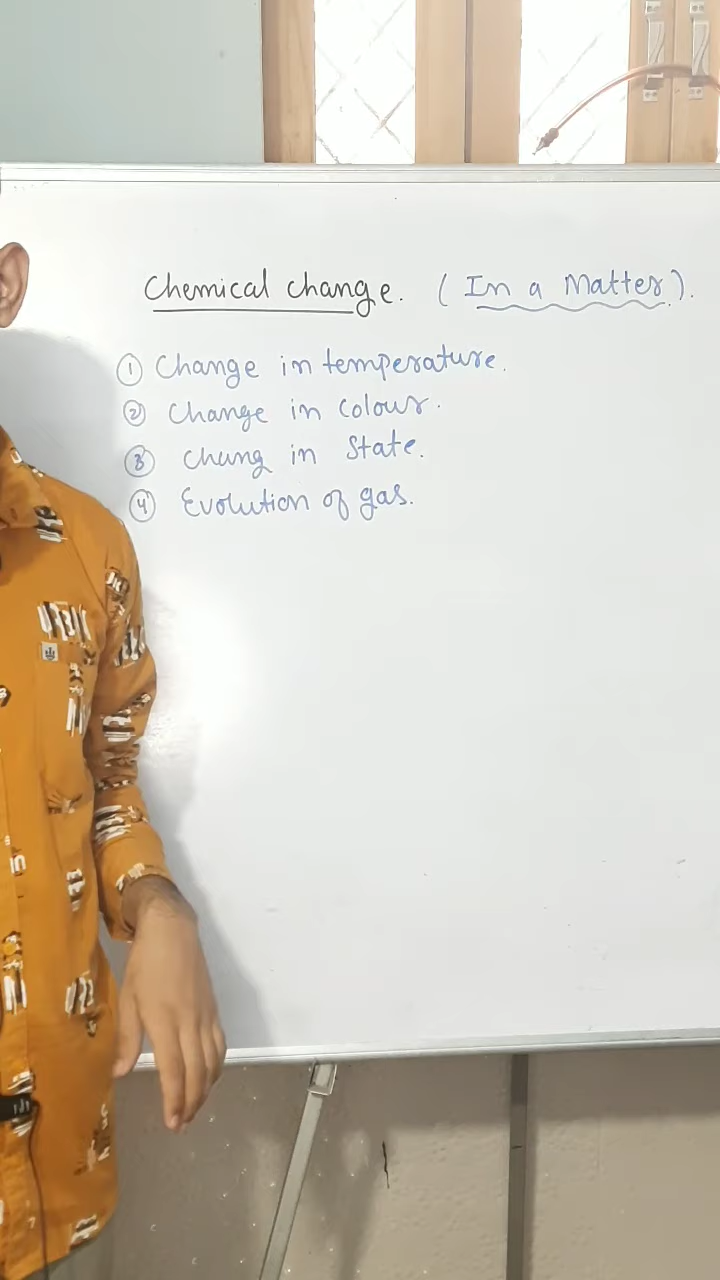 Chemical change. (In a Matter).
① Change in temperature.
② Change in colour.
③ chang in state.
④ Evolution of gas.